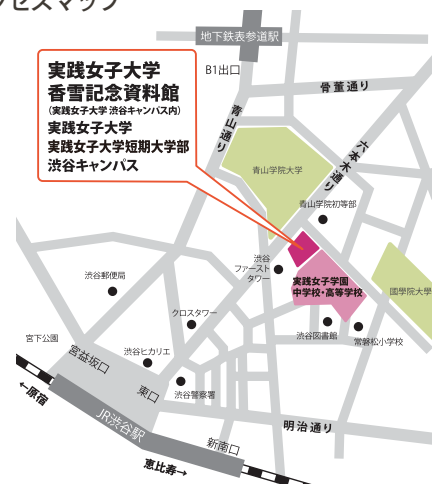 クセスマップ
地下鉄表参道駅
B1出口
実践女子大学
香雪記念資料館
(実践女子大学 渋谷キャンパス内)
実践女子大学
実践女子大学短期大学部
渋谷キャンパス
骨董通り
青山通り
六本木通り
青山学院大学
青山学院初等部
渋谷
ファースト
タワー
実践女子学園
中学校・高等学校
國學院大學
渋谷郵便局
クロスタワー
渋谷図書館
常磐松小学校
宮下公園
宮益坂口
渋谷ヒカリエ
東口
渋谷警察署
←原宿
JR渋谷駅
新南口
明治通り
恵比寿→